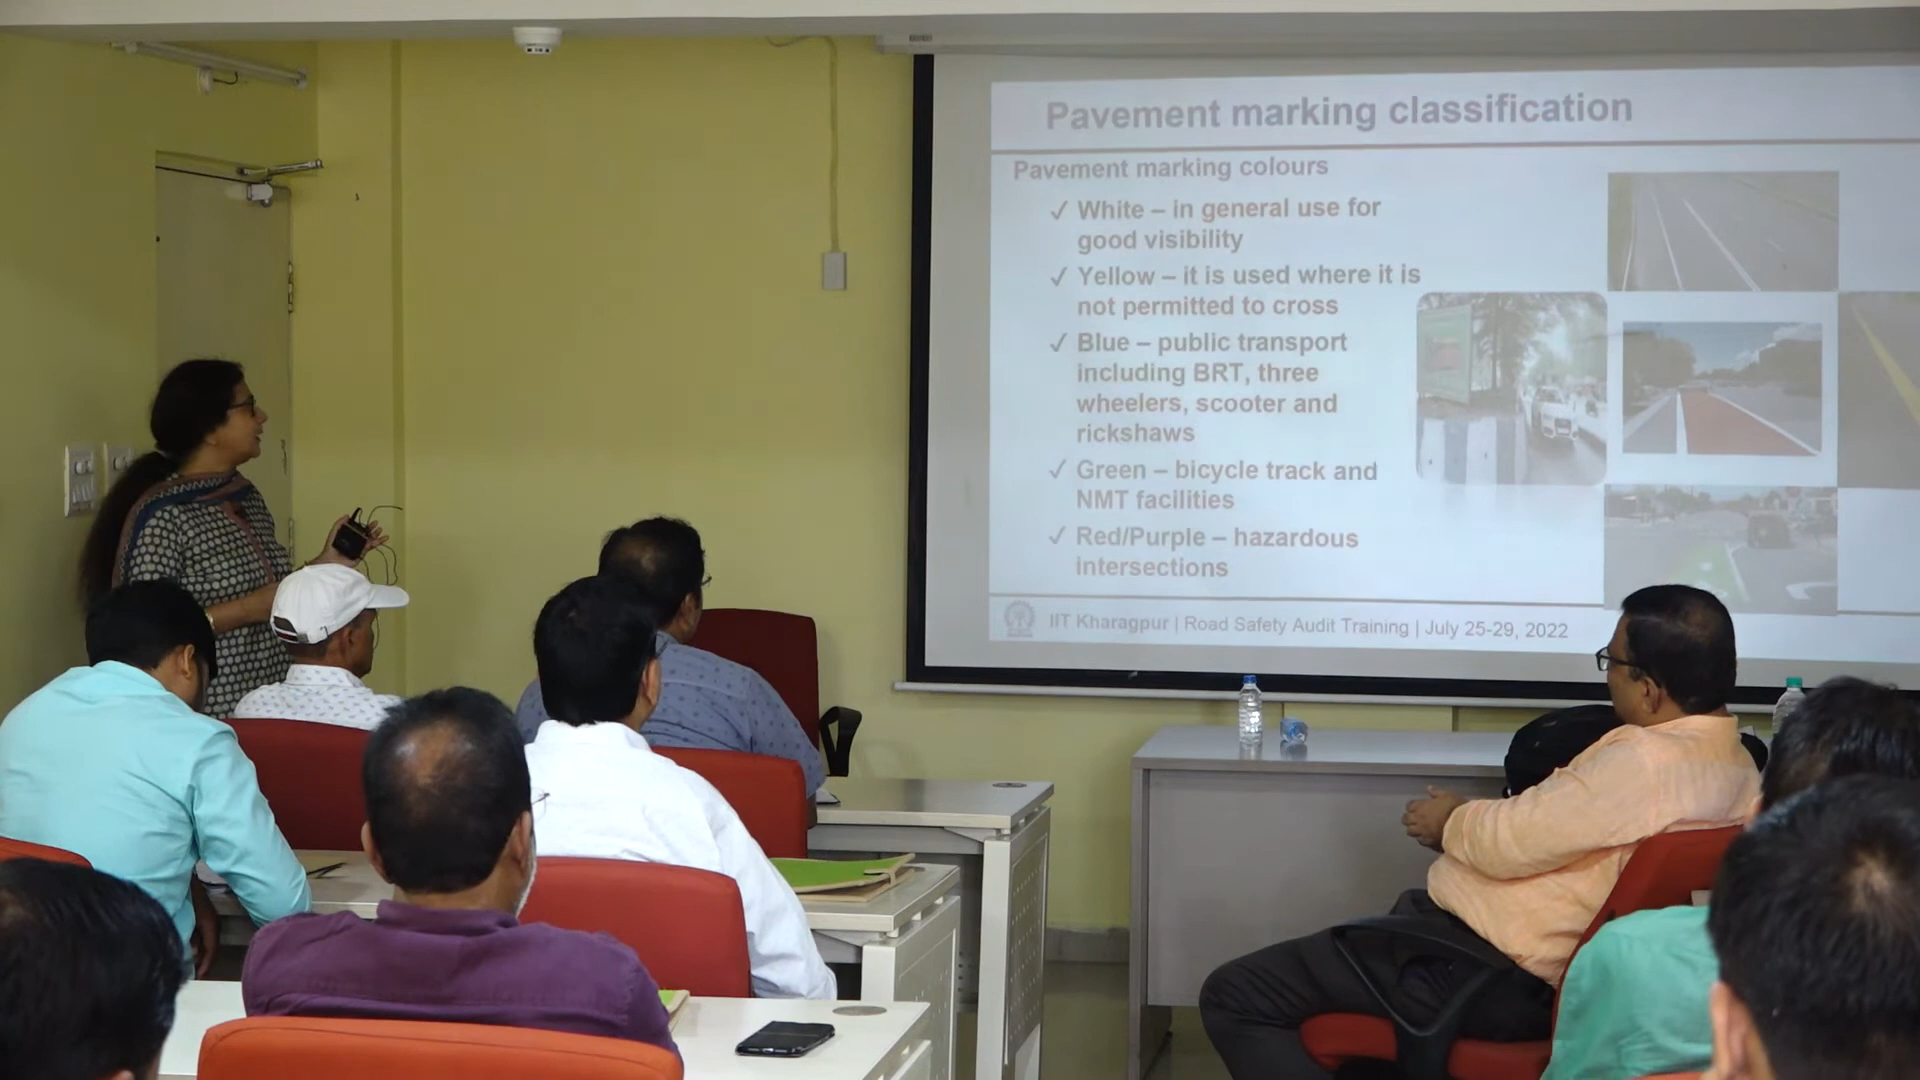 Pavement marking classification
Pavement marking colours
✓ White – in general use for
good visibility
✓ Yellow – it is used where it is
not permitted to cross
✓ Blue – public transport
including BRT, three
wheelers, scooter and
rickshaws
✓ Green – bicycle track and
NMT facilities
✓ Red/Purple – hazardous
intersections
IIT Kharagpur | Road Safety Audit Training | July 25-29, 2022